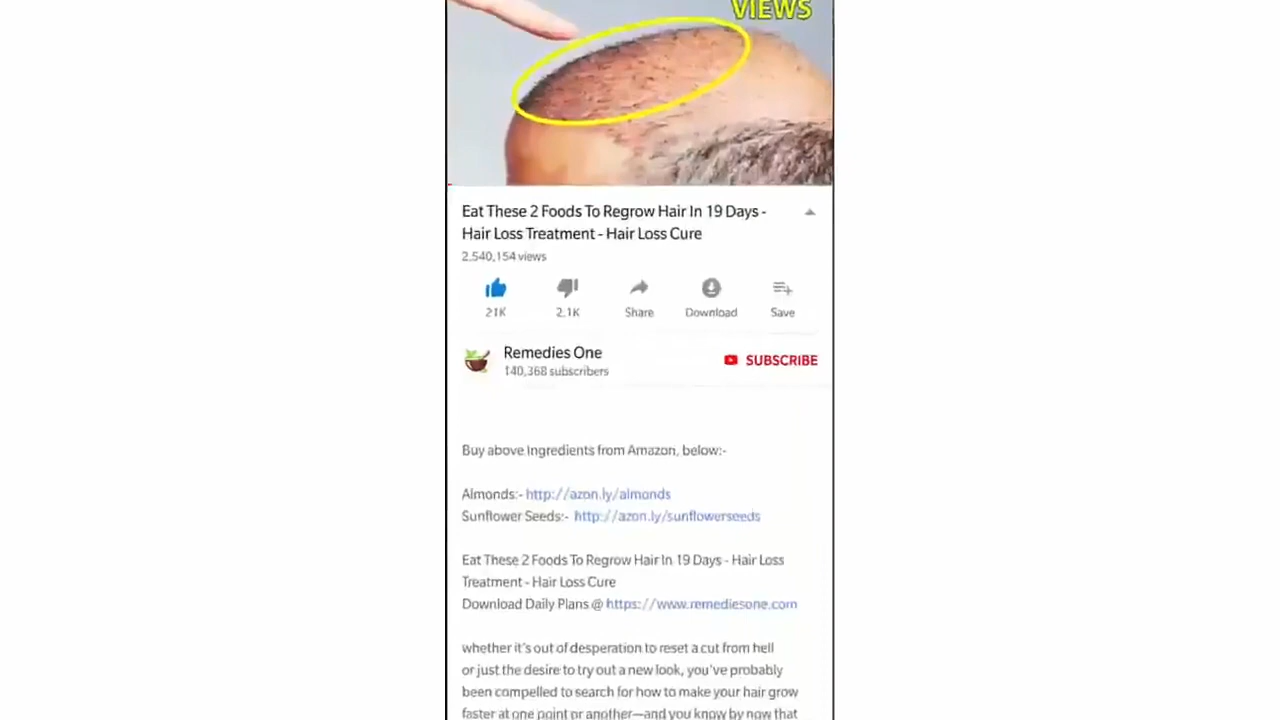 VIEWS
Eat These 2 Foods To Regrow Hair In 19 Days -
Hair Loss Treatment - Hair Loss Cure
2,540,154 views
21K
2.1K
Share
Download
Save
Remedies One
140,368 subscribers
SUBSCRIBE
Buy above Ingredients from Amazon, below:-
Almonds:- http://azon.ly/almonds
Sunflower Seeds:- http://azon.ly/sunflowerseeds
Eat These 2 Foods To Regrow Hair In 19 Days - Hair Loss
Treatment - Hair Loss Cure
Download Daily Plans @ https://www.remediesone.com
whether it's out of desperation to reset a cut from hell
or just the desire to try out a new look, you've probably
been compelled to search for how to make your hair grow
faster at one point or another—and you know by now that